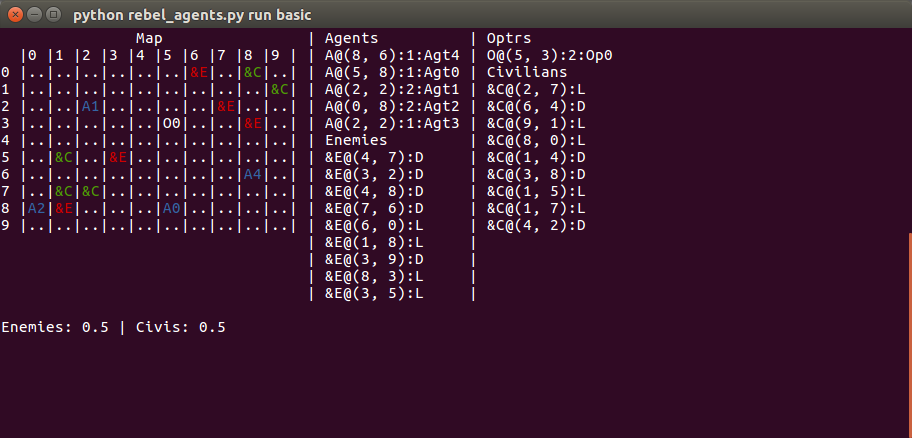 python rebel_agents.py run basic
                Map                 | Agents          | Optrs
  |0 |1 |2 |3 |4 |5 |6 |7 |8 |9 | | A@(8, 6):1:Agt4 | O@(5, 3):2:Op0
0 |..|..|..|..|..|..|&E|..|&C|..| | A@(5, 8):1:Agt0 | Civilians
1 |..|..|..|..|..|..|..|..|..|&C| | A@(2, 2):2:Agt1 | &C@(2, 7):L
2 |..|..|A1|..|..|..|..|&E|..|..| | A@(0, 8):2:Agt2 | &C@(6, 4):D
3 |..|..|..|..|..|O0|..|..|&E|..| | A@(2, 2):1:Agt3 | &C@(9, 1):L
4 |..|..|..|..|..|..|..|..|..|..| | Enemies         | &C@(8, 0):L
5 |..|&C|..|&E|..|..|..|..|..|..| | &E@(4, 7):D     | &C@(1, 4):D
6 |..|..|..|..|..|..|..|..|A4|..| | &E@(3, 2):D     | &C@(3, 8):D
7 |..|&C|&C|..|..|..|..|..|..|..| | &E@(4, 8):D     | &C@(1, 5):L
8 |A2|&E|..|..|..|A0|..|..|..|..| | &E@(7, 6):D     | &C@(1, 7):L
9 |..|..|..|..|..|..|..|..|..|..| | &E@(6, 0):L     | &C@(4, 2):D
                                    | &E@(1, 8):L     |
                                    | &E@(3, 9):D     |
                                    | &E@(8, 3):L     |
                                    | &E@(3, 5):L     |
Enemies: 0.5 | Civis: 0.5